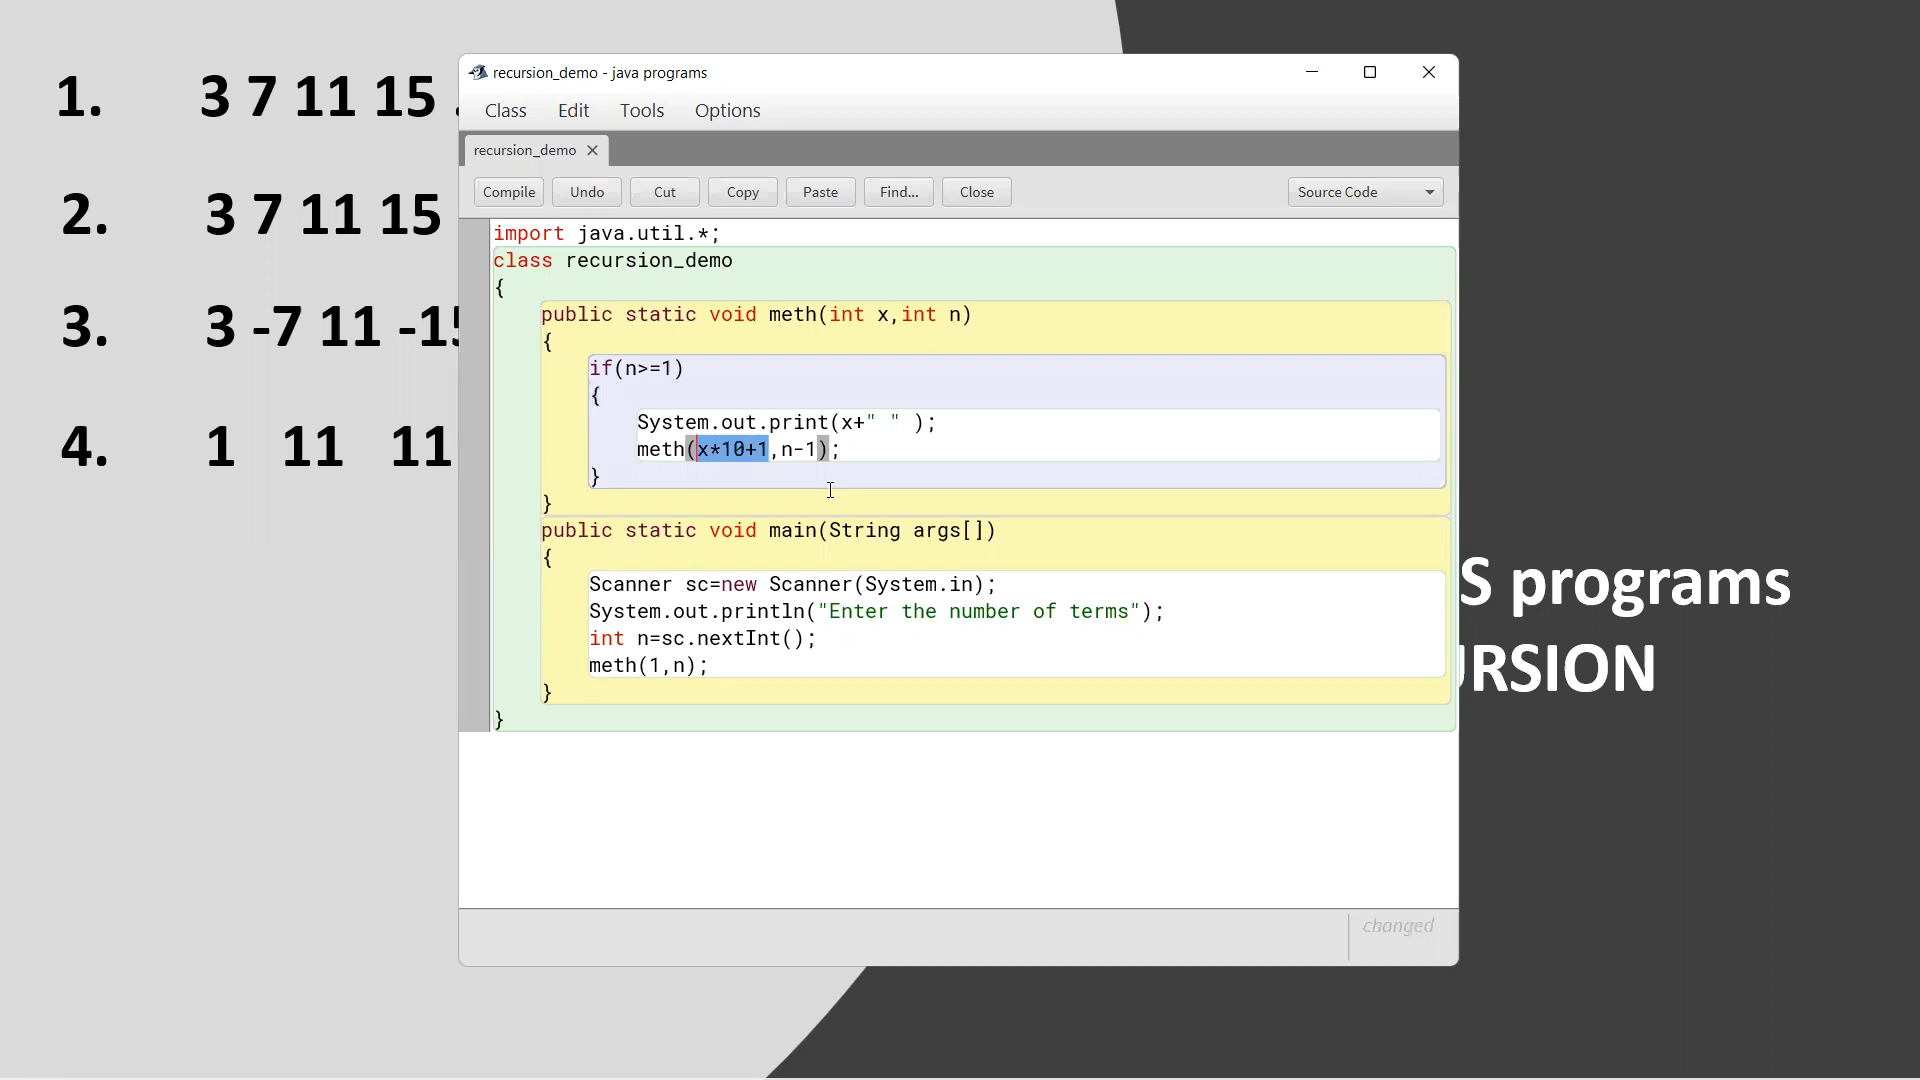 1. 3 7 11 15 .
2. 3 7 11 15
3. 3 -7 11 -15
4. 1 11 11
recursion_demo - java programs
Class Edit Tools Options
recursion_demo
Compile Undo Cut Copy Paste Find... Close Source Code
import java.util.*;
class recursion_demo
{
public static void meth(int x,int n)
{
if(n>=1)
{
System.out.print(x+" " );
meth(x*10+1,n-1);
}
}
public static void main(String args[])
{
Scanner sc=new Scanner(System.in);
System.out.println("Enter the number of terms");
int n=sc.nextInt();
meth(1,n);
}
}
changed
S programs
URSION